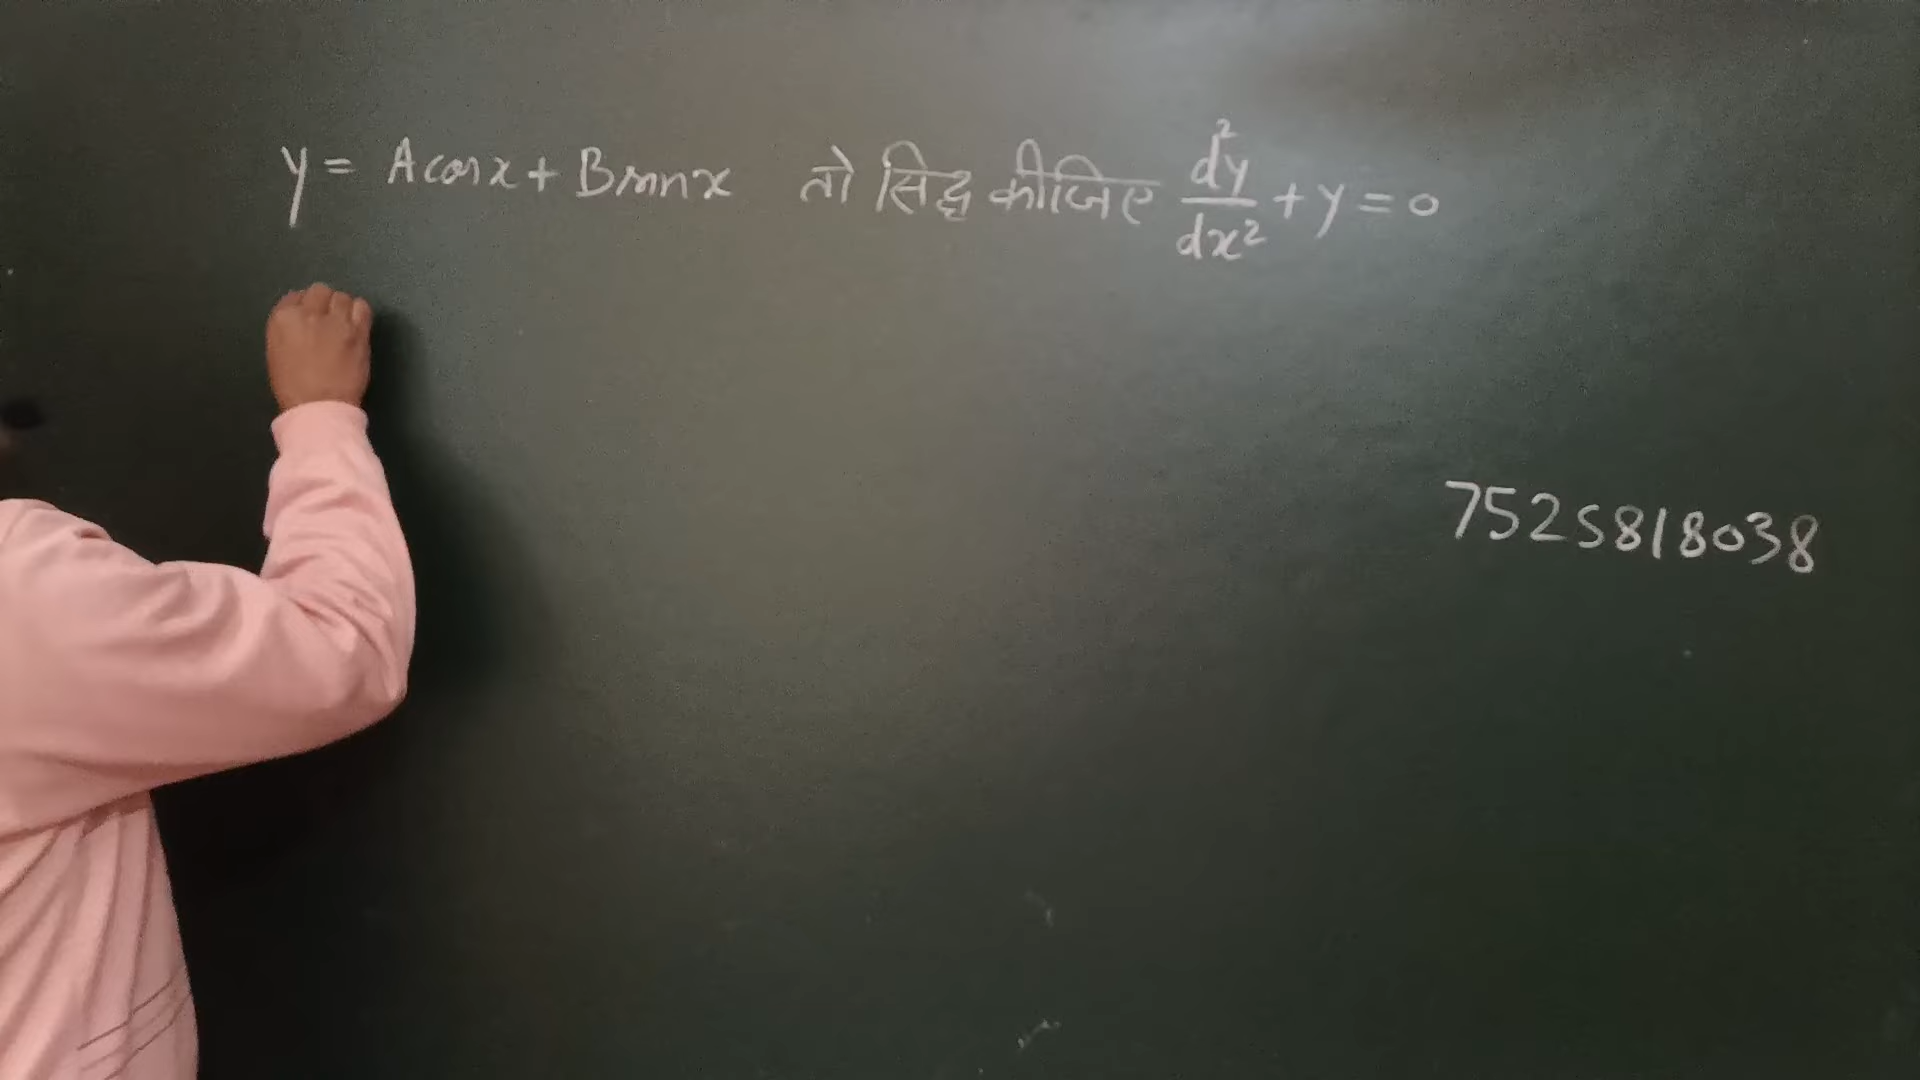 y = A cos x + B sin x तो सिद्ध कीजिए d²y/dx² + y = 0
7525818038